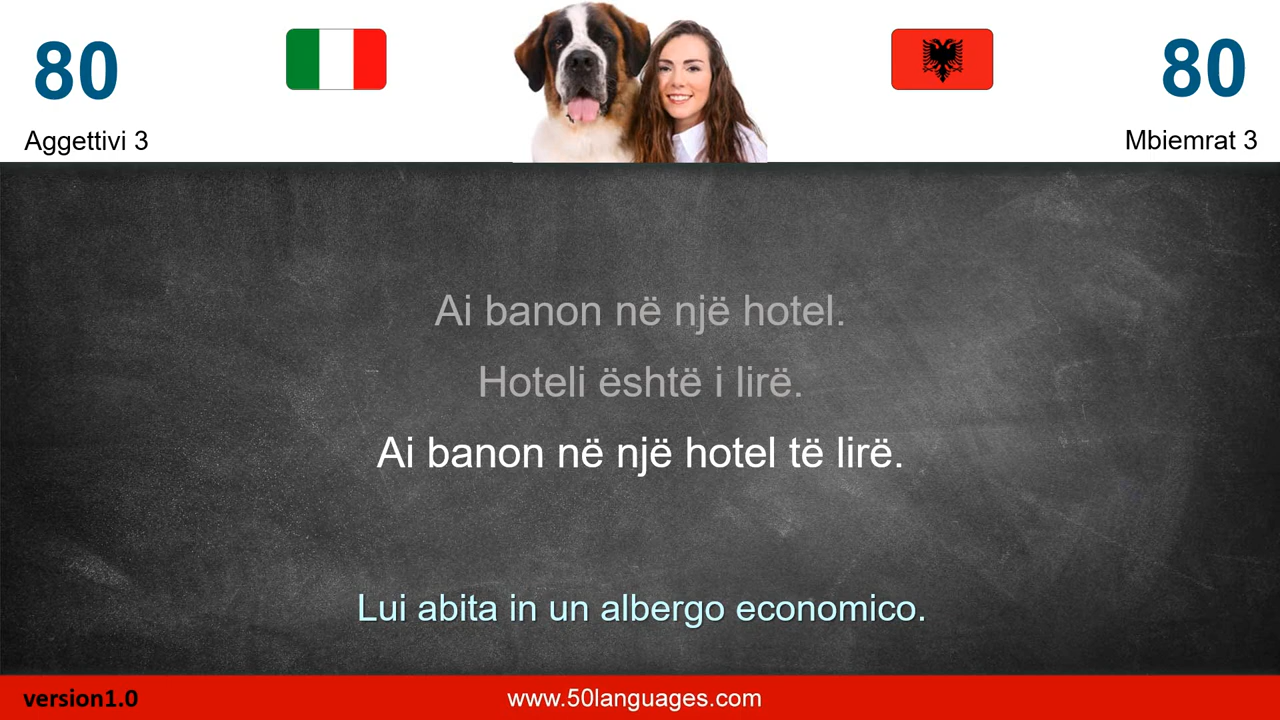 80
80
Aggettivi 3
Mbiemrat 3
Ai banon në një hotel.
Hoteli është i lirë.
Ai banon në një hotel të lirë.
Lui abita in un albergo economico.
version1.0
www.50languages.com